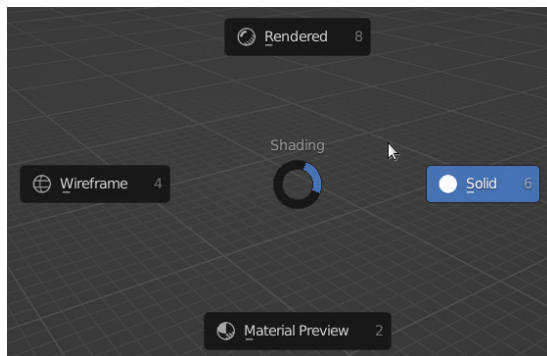 Rendered 8
Shading
Wireframe 4
Solid 6
Material Preview 2